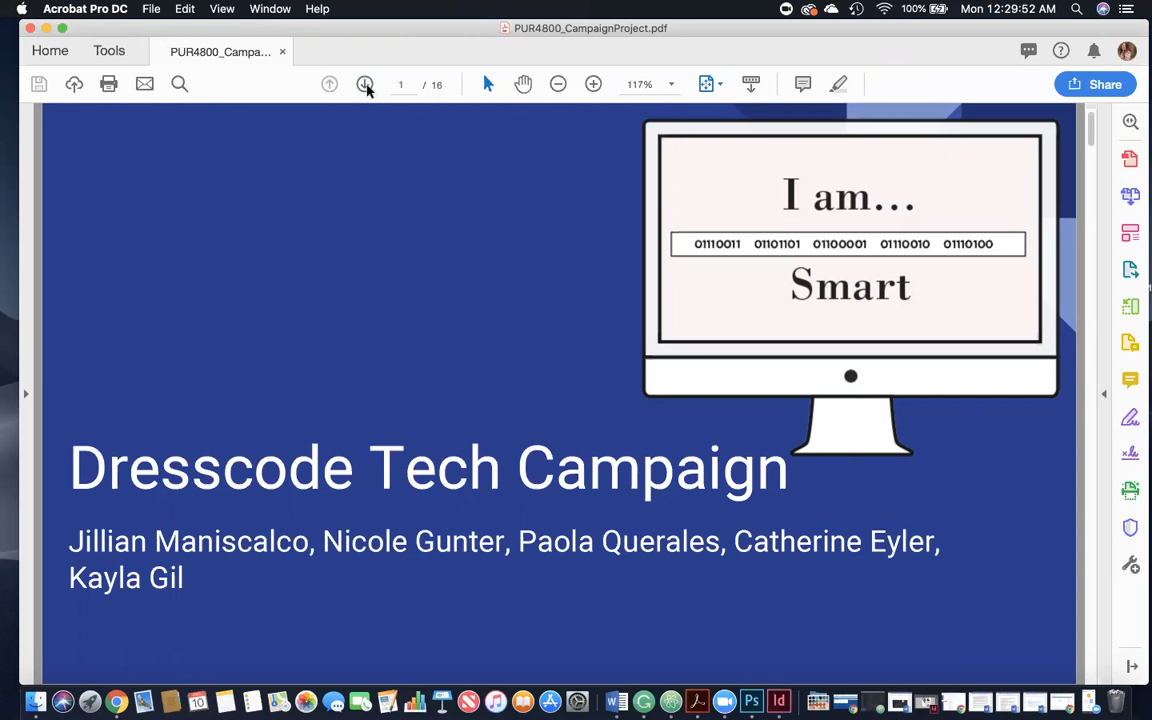 Acrobat Pro DC File Edit View Window Help 100% Mon 12:29:52 AM
PUR4800_CampaignProject.pdf
Home Tools PUR4800_Campa... ×
1 / 16 117% Share
I am...
01110011 01101101 01100001 01110010 01110100
Smart
Dresscode Tech Campaign
Jillian Maniscalco, Nicole Gunter, Paola Querales, Catherine Eyler,
Kayla Gil